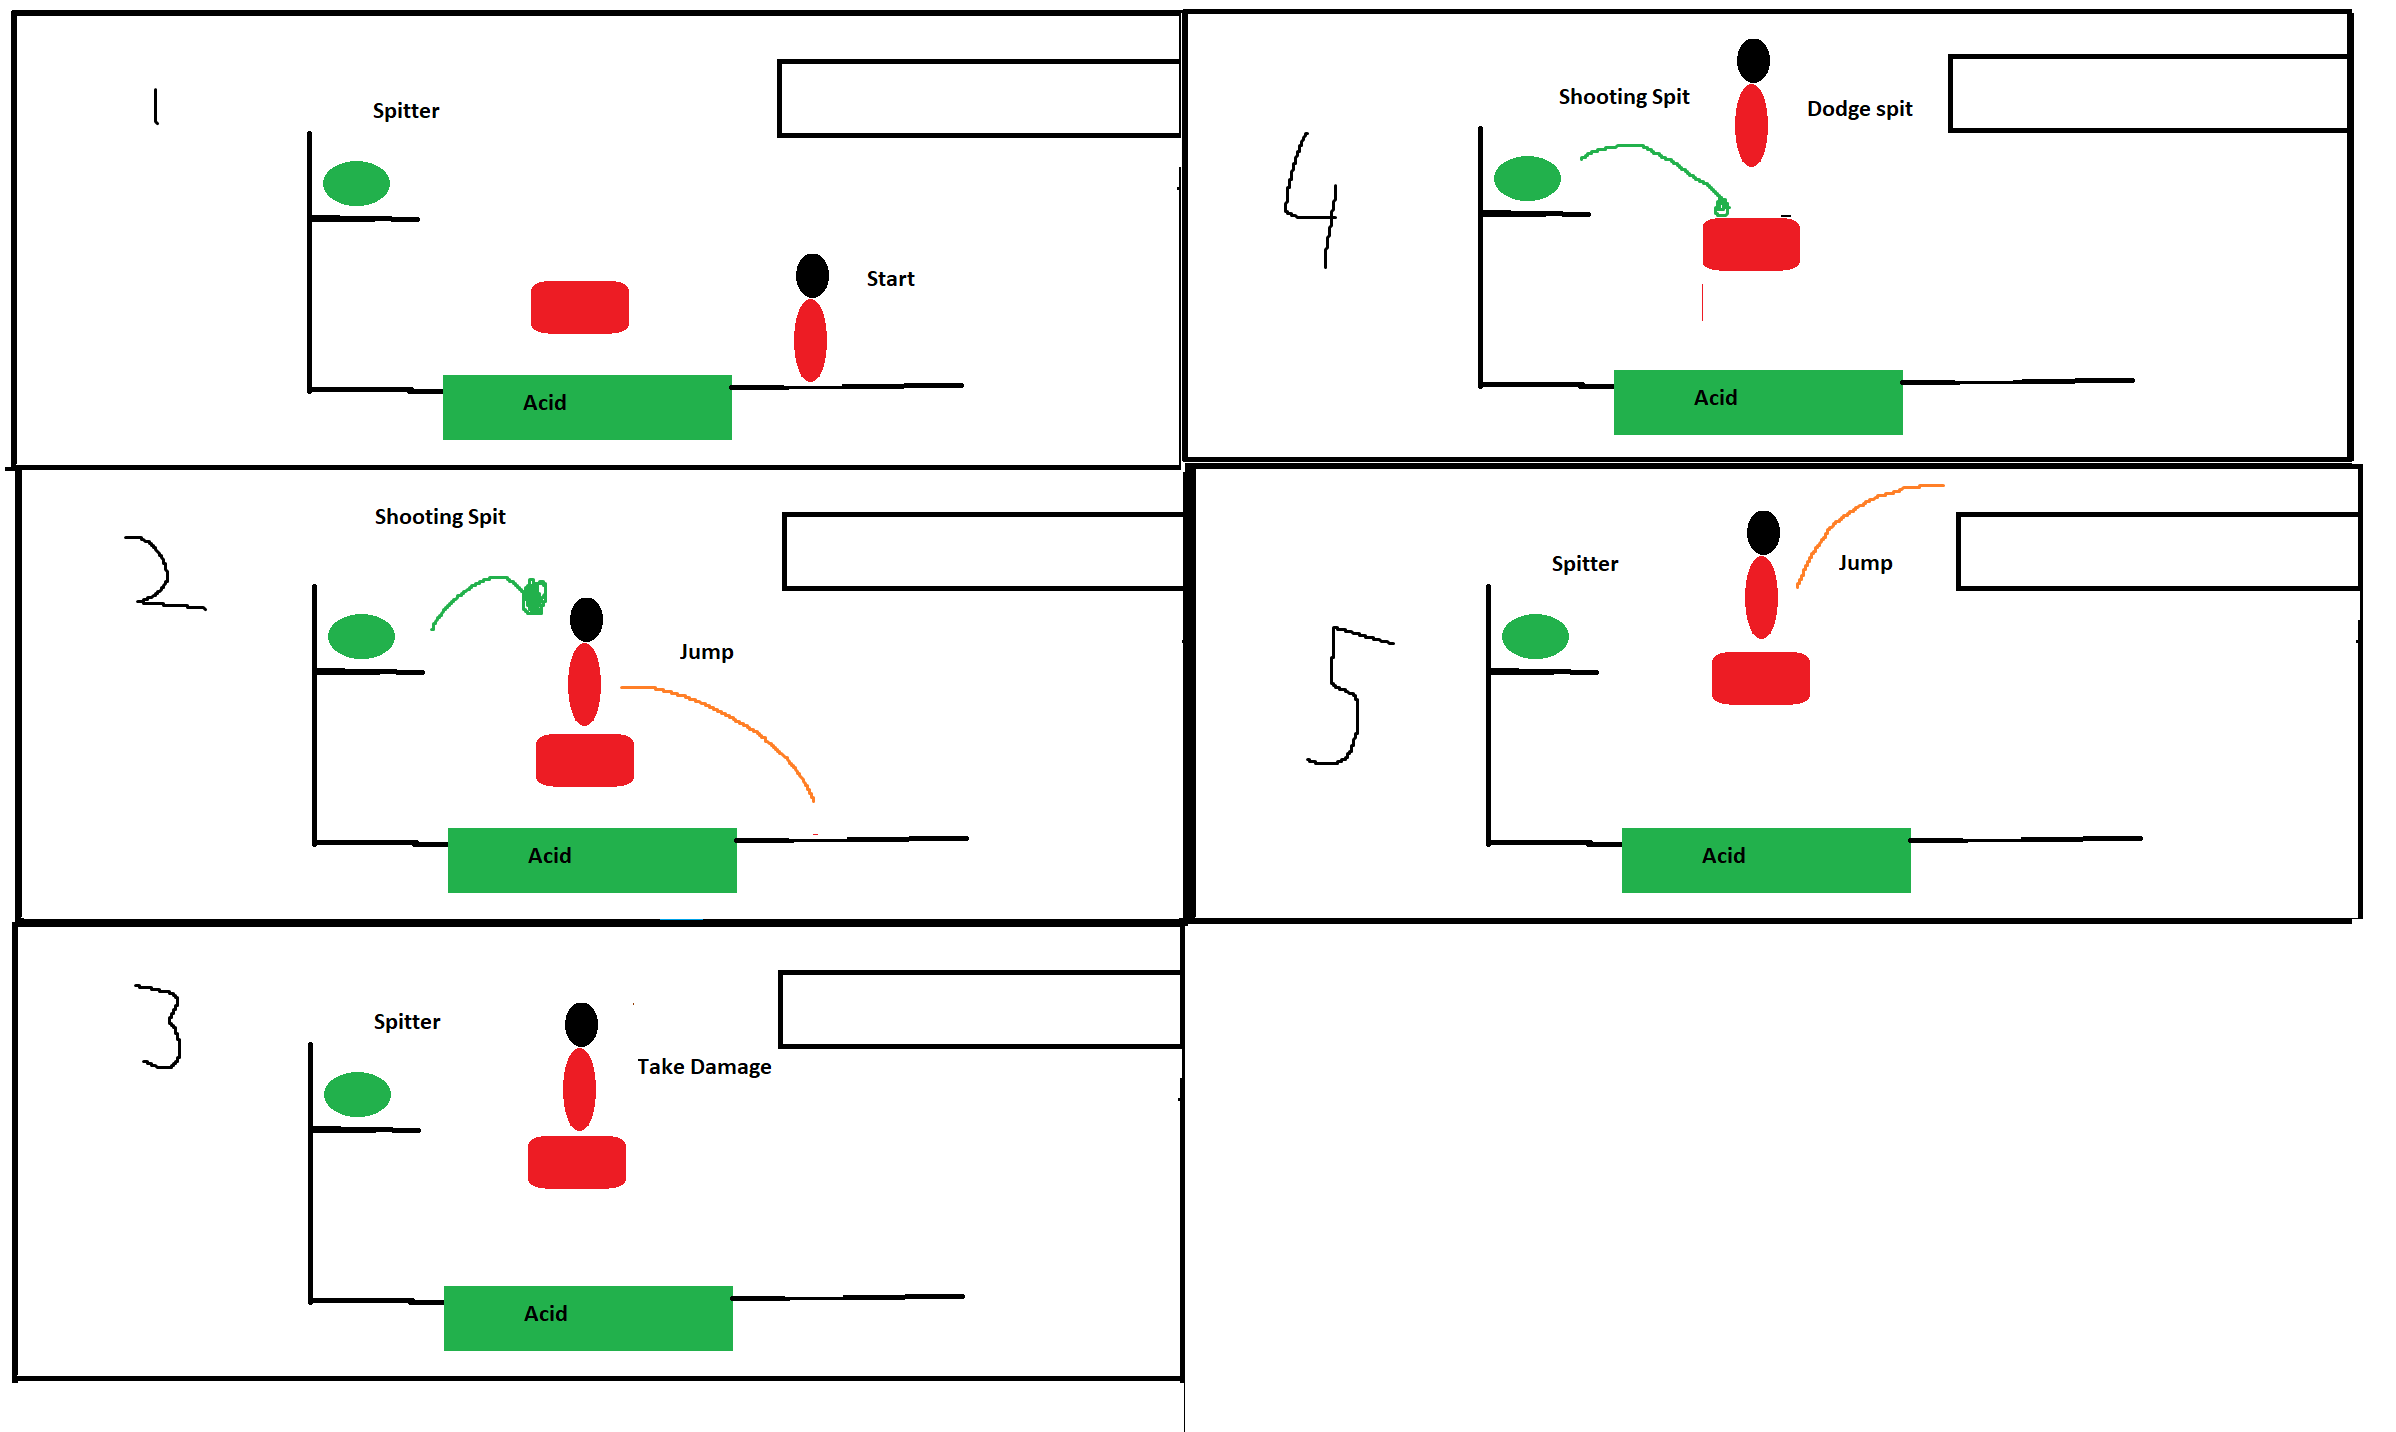 1
Spitter
Start
Acid
2
Shooting Spit
Jump
Acid
3
Spitter
Take Damage
Acid
4
Shooting Spit
Dodge spit
Acid
5
Spitter
Jump
Acid